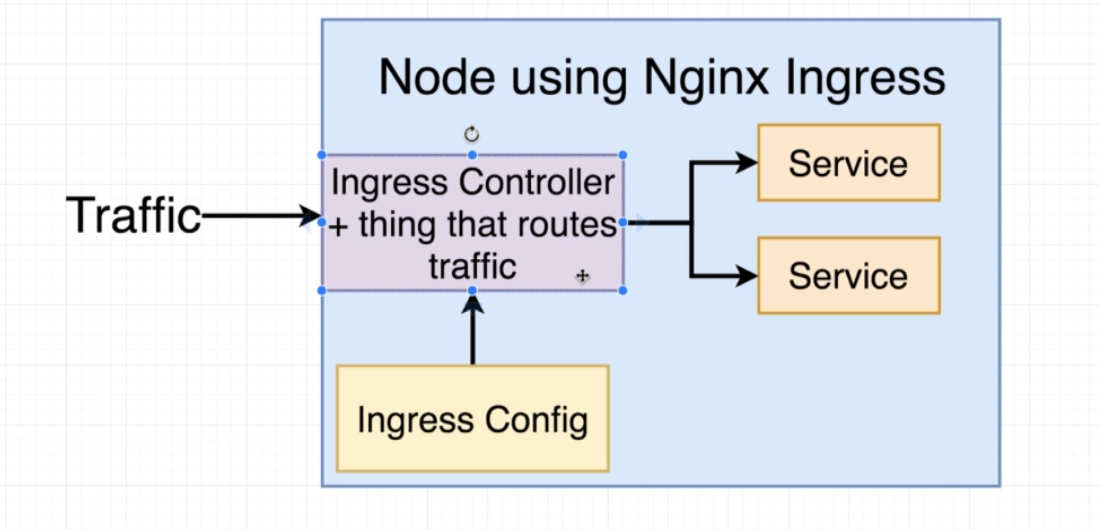 Node using Nginx Ingress
Traffic
Ingress Controller
+ thing that routes
traffic
Service
Service
Ingress Config